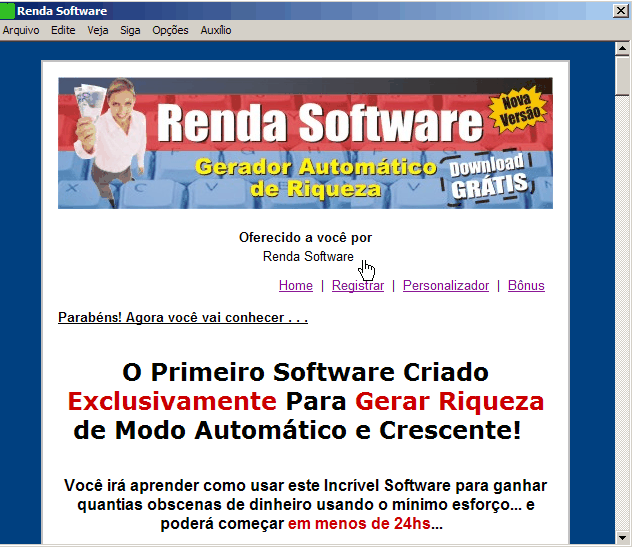 Renda Software
Arquivo Edite Veja Siga Opções Auxílio
Renda Software
Nova
Versão
Gerador Automático
de Riqueza
Download
GRÁTIS
Oferecido a você por
Renda Software
Home | Registrar | Personalizador | Bônus
Parabéns! Agora você vai conhecer . . .
O Primeiro Software Criado
Exclusivamente Para Gerar Riqueza
de Modo Automático e Crescente!
Você irá aprender como usar este Incrível Software para ganhar
quantias obscenas de dinheiro usando o mínimo esforço... e
poderá começar em menos de 24hs...